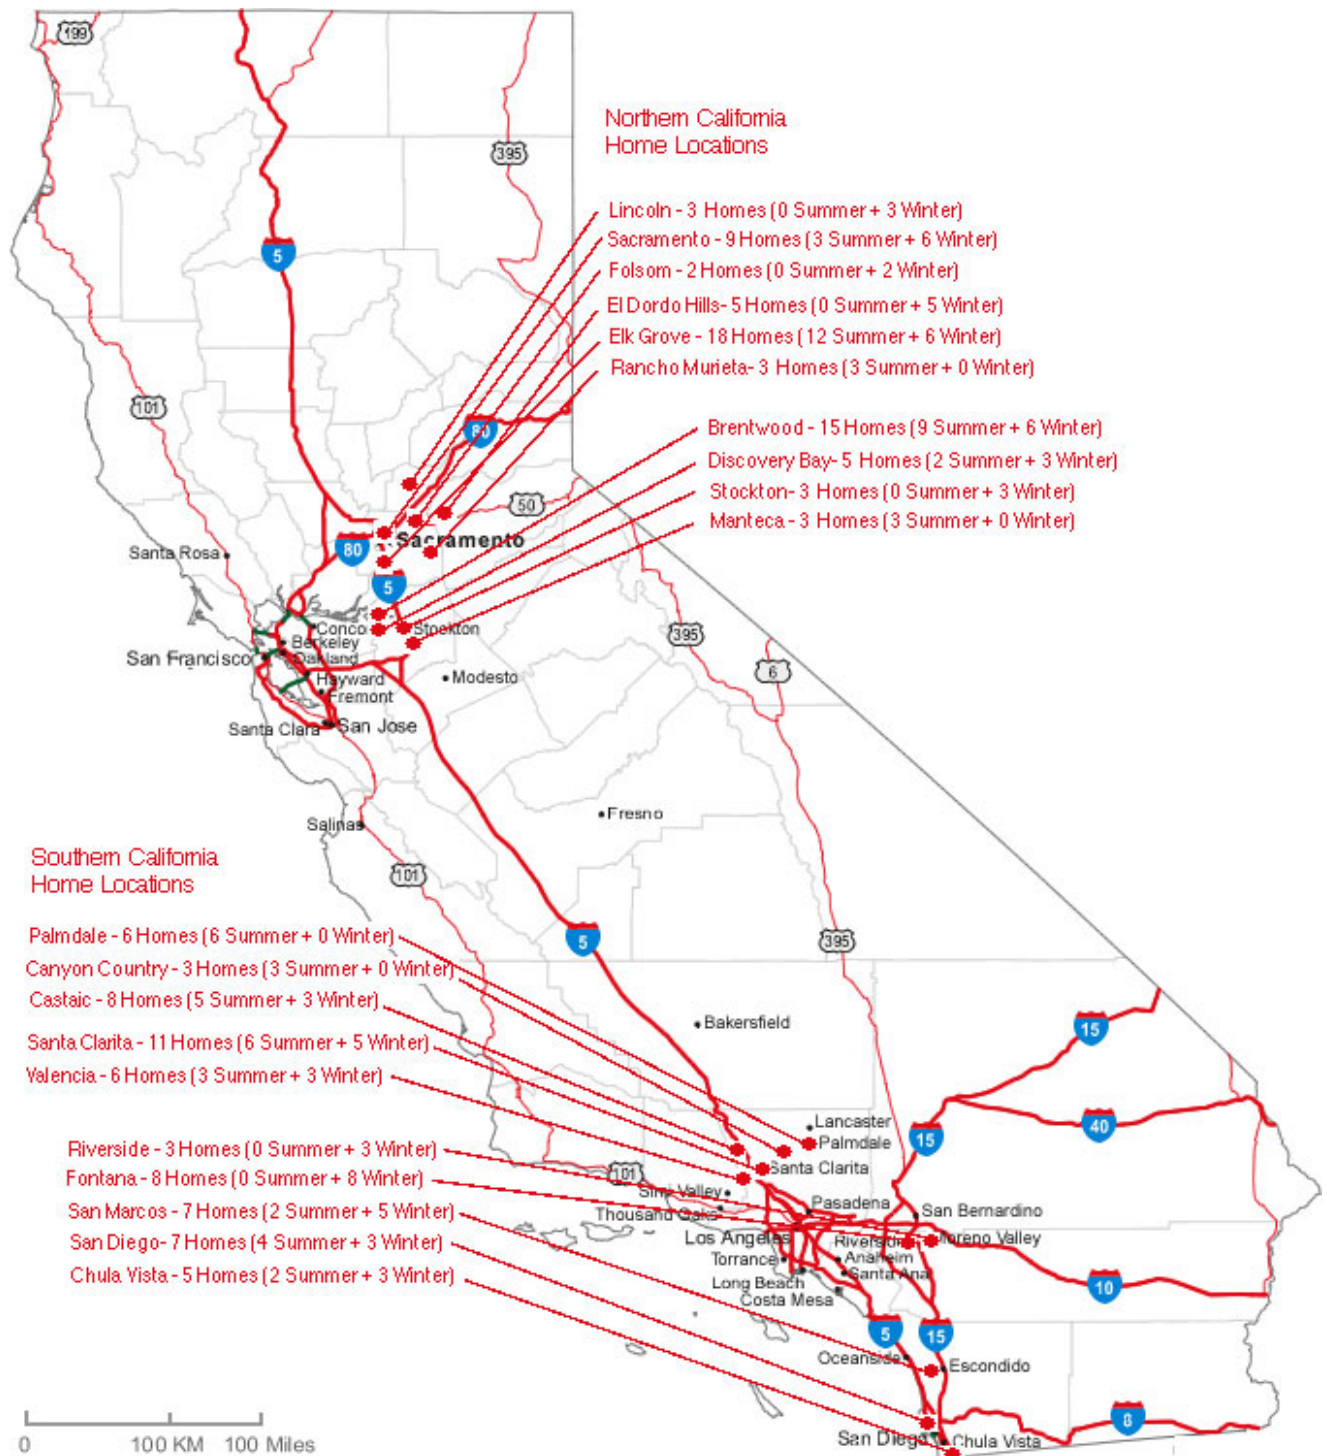 199
Northern California
Home Locations
395
Lincoln - 3 Homes (0 Summer + 3 Winter)
Sacramento - 9 Homes (3 Summer + 6 Winter)
5
Folsom - 2 Homes (0 Summer + 2 Winter)
El Dordo Hills- 5 Homes (0 Summer + 5 Winter)
Elk Grove - 18 Homes (12 Summer + 6 Winter)
Rancho Murieta- 3 Homes (3 Summer + 0 Winter)
101
80
Brentwood - 15 Homes (9 Summer + 6 Winter)
Discovery Bay- 5 Homes (2 Summer + 3 Winter)
Stockton- 3 Homes (0 Summer + 3 Winter)
50
Manteca - 3 Homes (3 Summer + 0 Winter)
Sacramento
80
Santa Rosa
5
Conco
Stockton
395
Berkeley
San Francisco
Oakland
6
Hayward
Modesto
Fremont
Santa Clara
San Jose
Fresno
Salinas
Southern California
Home Locations
101
Palmdale - 6 Homes (6 Summer + 0 Winter)
5
395
Canyon Country - 3 Homes (3 Summer + 0 Winter)
Castaic - 8 Homes (5 Summer + 3 Winter)
Bakersfield
15
Santa Clarita - 11 Homes (6 Summer + 5 Winter)
Valencia - 6 Homes (3 Summer + 3 Winter)
Lancaster
40
15
Palmdale
Riverside - 3 Homes (0 Summer + 3 Winter)
Santa Clarita
101
Fontana - 8 Homes (0 Summer + 8 Winter)
Simi Valley
Pasadena
San Marcos - 7 Homes (2 Summer + 5 Winter)
Thousand Oaks
San Bernardino
San Diego- 7 Homes (4 Summer + 3 Winter)
Los Angeles
Riverside
Moreno Valley
Torrance
Anaheim
Chula Vista - 5 Homes (2 Summer + 3 Winter)
Long Beach
Santa Ana
10
Costa Mesa
5
15
Oceanside
Escondido
8
San Diego
Chula Vista
0 100 KM 100 Miles